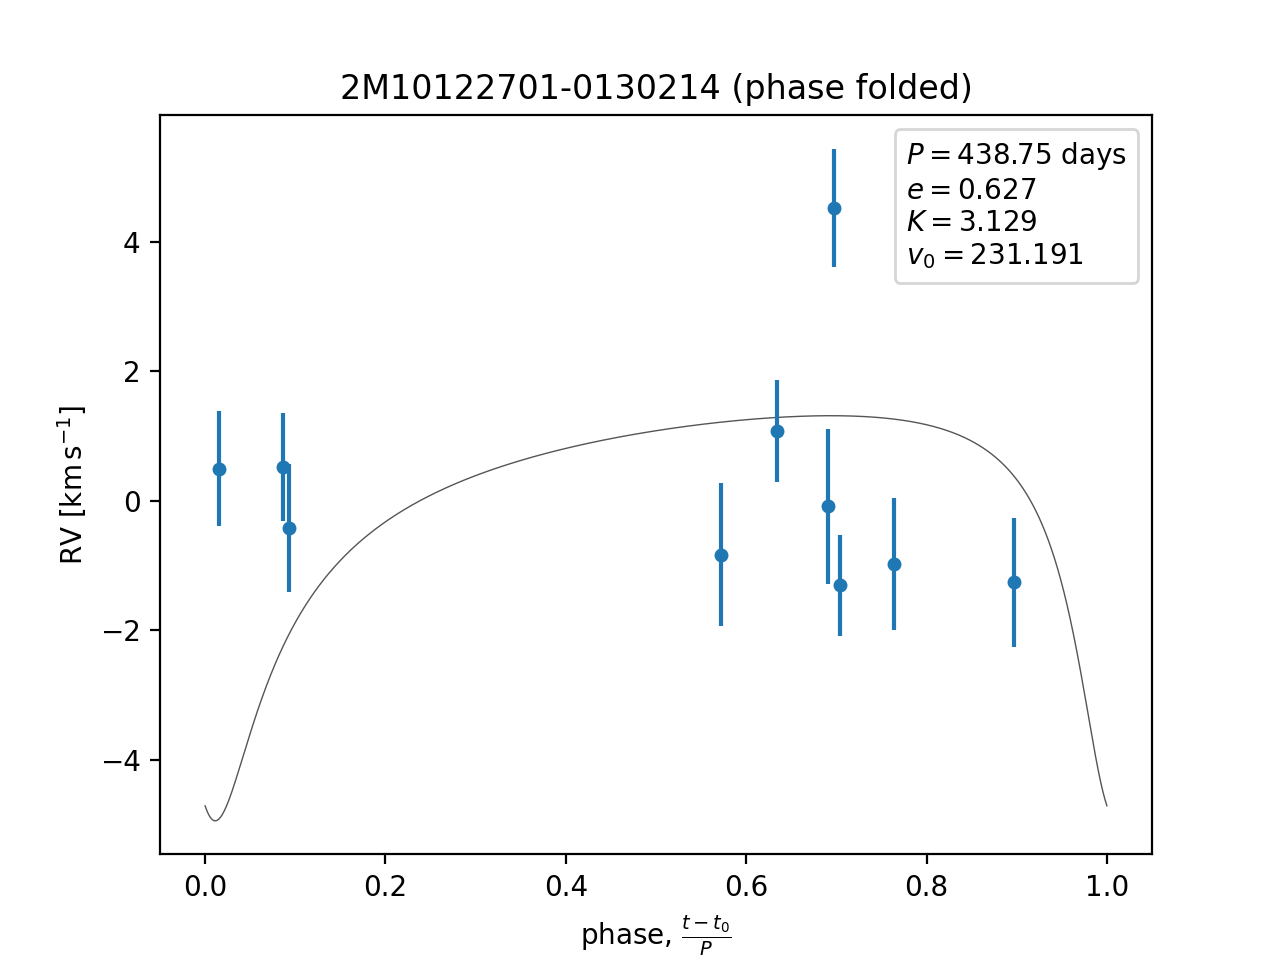 2M10122701-0130214 (phase folded)
P = 438.75 days
e = 0.627
K = 3.129
v₀ = 231.191
RV [km s⁻¹]
4
2
0
−2
−4
0.0 0.2 0.4 0.6 0.8 1.0
phase, (t − t₀)/P